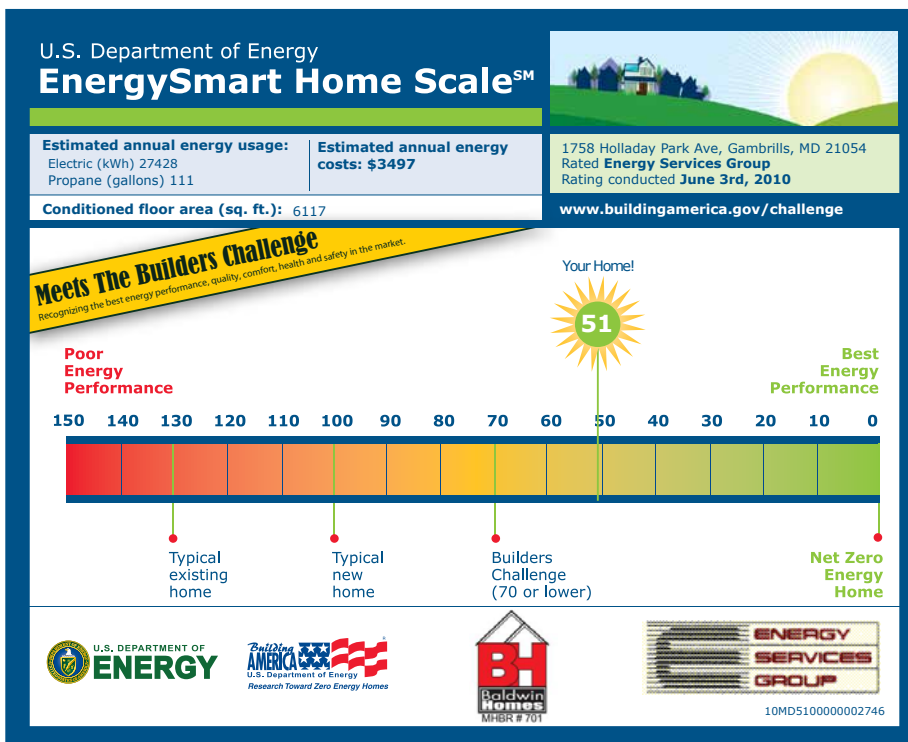 U.S. Department of Energy
EnergySmart Home Scale℠
Estimated annual energy usage:
Electric (kWh) 27428
Propane (gallons) 111
Estimated annual energy
costs: $3497
Conditioned floor area (sq. ft.): 6117
1758 Holladay Park Ave, Gambrills, MD 21054
Rated Energy Services Group
Rating conducted June 3rd, 2010
www.buildingamerica.gov/challenge
Meets The Builders Challenge
Recognizing the best energy performance, quality, comfort, health and safety in the market.
Your Home!
51
Poor
Energy
Performance
Best
Energy
Performance
150 140 130 120 110 100 90 80 70 60 50 40 30 20 10 0
Typical
existing
home
Typical
new
home
Builders
Challenge
(70 or lower)
Net Zero
Energy
Home
U.S. DEPARTMENT OF
ENERGY
Building
AMERICA
U.S. Department of Energy
Research Toward Zero Energy Homes
BH
Baldwin
Homes
MHBR # 701
ENERGY
SERVICES
GROUP
10MD5100000002746